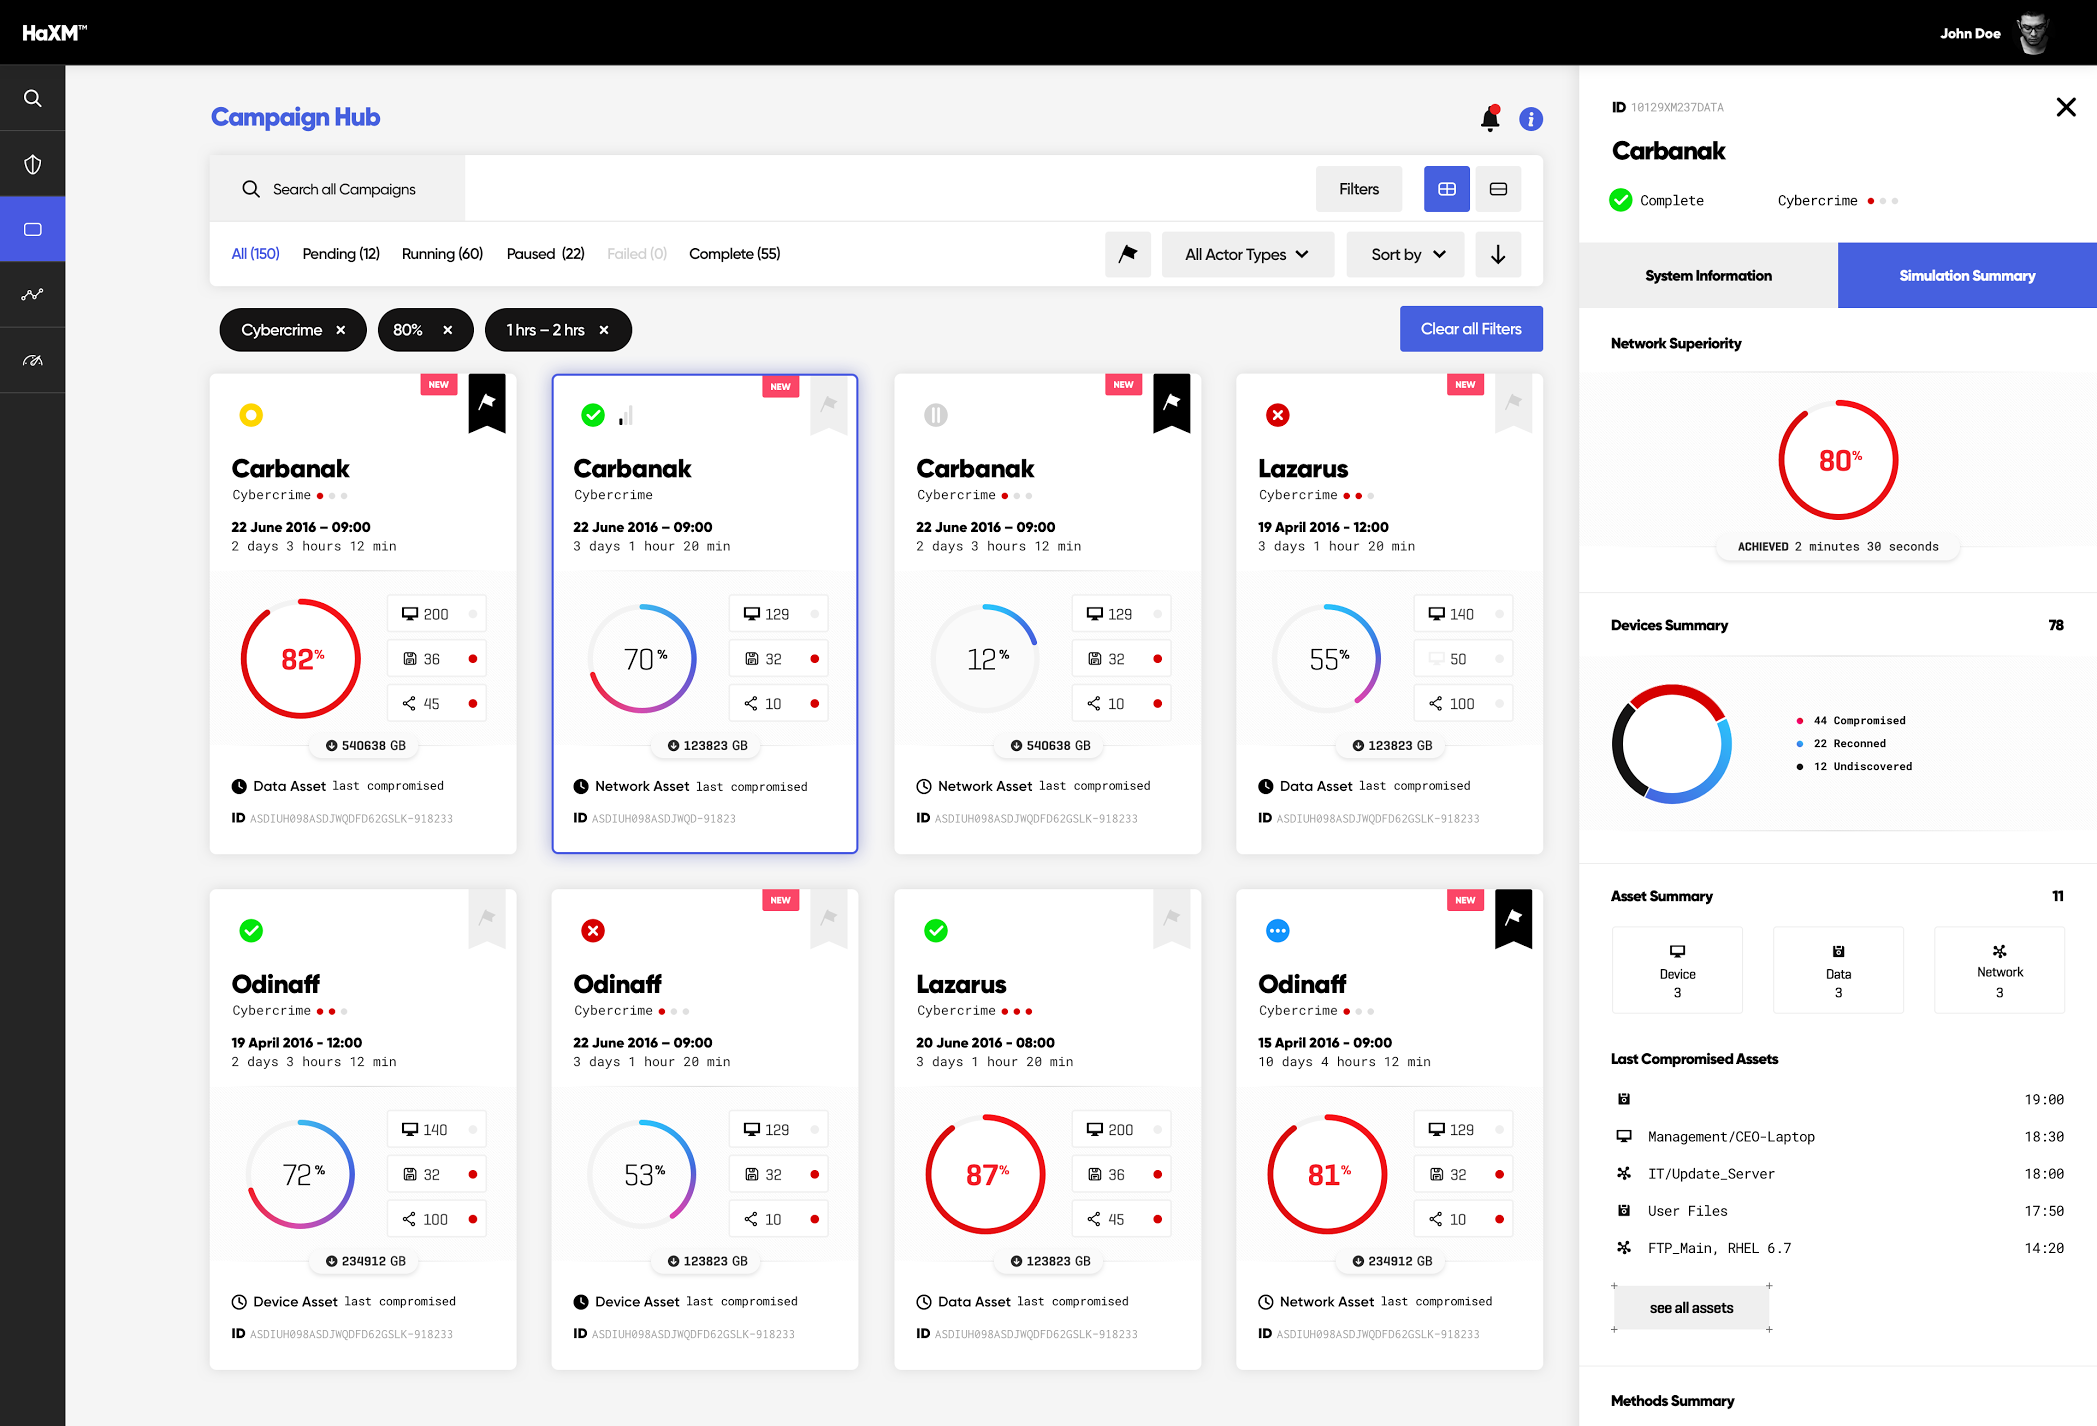 HaXM™
John Doe
Campaign Hub
Search all Campaigns
Filters
All (150) Pending (12) Running (60) Paused (22) Failed (0) Complete (55)
All Actor Types
Sort by
Cybercrime ×
80% ×
1 hrs – 2 hrs ×
Clear all Filters
NEW
Carbanak
Cybercrime
22 June 2016 – 09:00
2 days 3 hours 12 min
82%
200
36
45
540638 GB
Data Asset last compromised
ID ASDIUH098ASDJWQDFD62GSLK-918233
NEW
Carbanak
Cybercrime
22 June 2016 – 09:00
3 days 1 hour 20 min
70%
129
32
10
123823 GB
Network Asset last compromised
ID ASDIUH098ASDJWQD-91823
NEW
Carbanak
Cybercrime
22 June 2016 – 09:00
2 days 3 hours 12 min
12%
129
32
10
540638 GB
Network Asset last compromised
ID ASDIUH098ASDJWQDFD62GSLK-918233
NEW
Lazarus
Cybercrime
19 April 2016 - 12:00
3 days 1 hour 20 min
55%
140
50
100
123823 GB
Data Asset last compromised
ID ASDIUH098ASDJWQDFD62GSLK-918233
Odinaff
Cybercrime
19 April 2016 - 12:00
2 days 3 hours 12 min
72%
140
32
100
234912 GB
Device Asset last compromised
ID ASDIUH098ASDJWQDFD62GSLK-918233
NEW
Odinaff
Cybercrime
22 June 2016 – 09:00
3 days 1 hour 20 min
53%
129
32
10
123823 GB
Device Asset last compromised
ID ASDIUH098ASDJWQDFD62GSLK-918233
Lazarus
Cybercrime
20 June 2016 - 08:00
3 days 1 hour 20 min
87%
200
36
45
123823 GB
Data Asset last compromised
ID ASDIUH098ASDJWQDFD62GSLK-918233
NEW
Odinaff
Cybercrime
15 April 2016 - 09:00
10 days 4 hours 12 min
81%
129
32
10
234912 GB
Network Asset last compromised
ID ASDIUH098ASDJWQDFD62GSLK-918233
ID 10129XM237DATA
Carbanak
Complete Cybercrime
System Information
Simulation Summary
Network Superiority
80%
ACHIEVED 2 minutes 30 seconds
Devices Summary 78
44 Compromised
22 Reconned
12 Undiscovered
Asset Summary 11
Device
3
Data
3
Network
3
Last Compromised Assets
19:00
Management/CEO-Laptop 18:30
IT/Update_Server 18:00
User Files 17:50
FTP_Main, RHEL 6.7 14:20
see all assets
Methods Summary